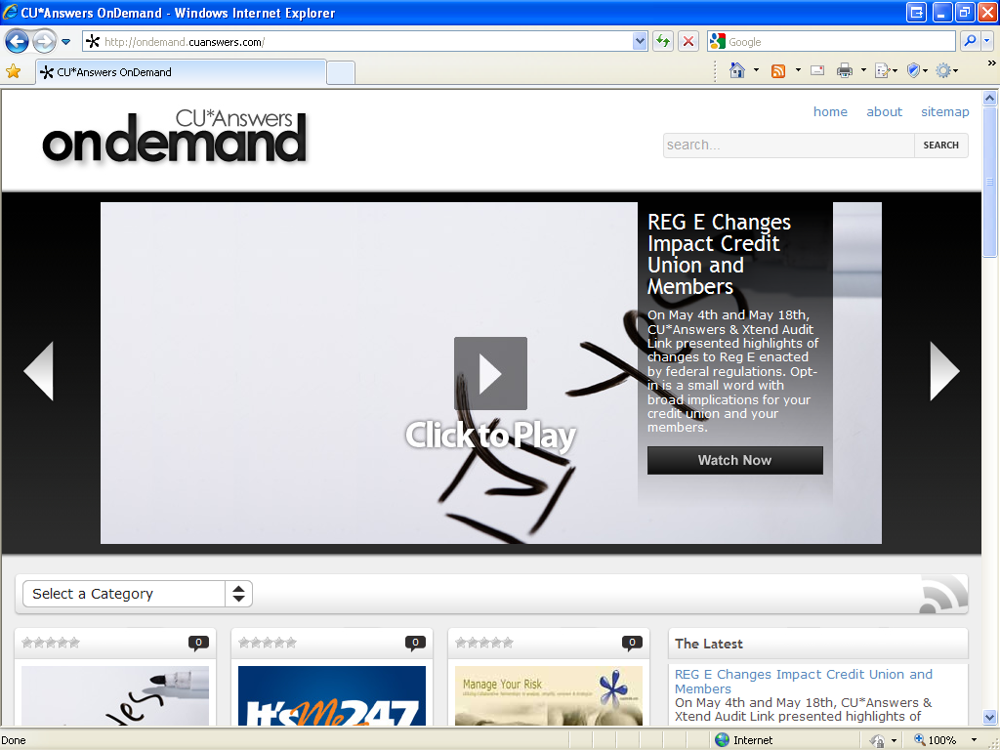 CU*Answers OnDemand - Windows Internet Explorer
http://ondemand.cuanswers.com/
Google
CU*Answers OnDemand
»
CU*Answers
ondemand
home about sitemap
search...
SEARCH
REG E Changes
Impact Credit
Union and
Members
On May 4th and May 18th,
CU*Answers & Xtend Audit
Link presented highlights of
changes to Reg E enacted
by federal regulations. Opt-
in is a small word with
broad implications for your
credit union and your
members.
Watch Now
Click to Play
YES
Select a Category
0
0
0
The Latest
It's Me 247
Manage Your Risk
REG E Changes Impact Credit Union and
Members
On May 4th and May 18th, CU*Answers &
Xtend Audit Link presented highlights of
Done
Internet
100%